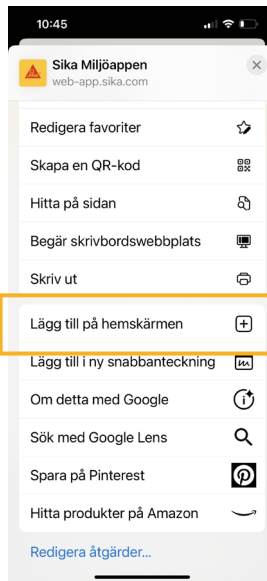 10:45
Sika Miljöappen
web-app.sika.com
Redigera favoriter
Skapa en QR-kod
Hitta på sidan
Begär skrivbordswebbplats
Skriv ut
Lägg till på hemskärmen
Lägg till i ny snabbanteckning
Om detta med Google
Sök med Google Lens
Spara på Pinterest
Hitta produkter på Amazon
Redigera åtgärder...